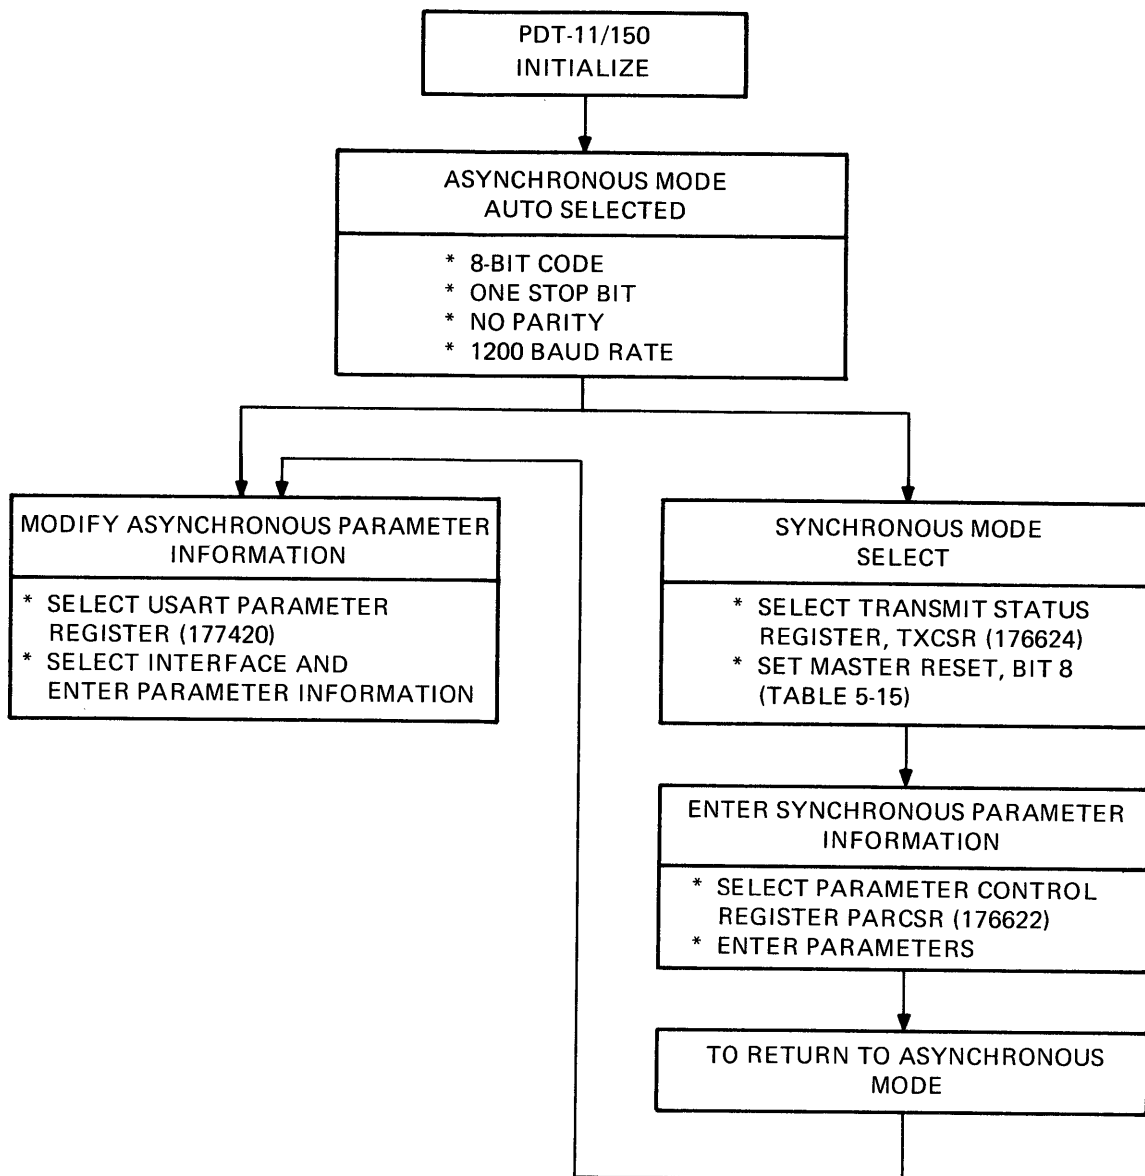 PDT-11/150
INITIALIZE
ASYNCHRONOUS MODE
AUTO SELECTED
* 8-BIT CODE
* ONE STOP BIT
* NO PARITY
* 1200 BAUD RATE
MODIFY ASYNCHRONOUS PARAMETER
INFORMATION
* SELECT USART PARAMETER
REGISTER (177420)
* SELECT INTERFACE AND
ENTER PARAMETER INFORMATION
SYNCHRONOUS MODE
SELECT
* SELECT TRANSMIT STATUS
REGISTER, TXCSR (176624)
* SET MASTER RESET, BIT 8
(TABLE 5-15)
ENTER SYNCHRONOUS PARAMETER
INFORMATION
* SELECT PARAMETER CONTROL
REGISTER PARCSR (176622)
* ENTER PARAMETERS
TO RETURN TO ASYNCHRONOUS
MODE